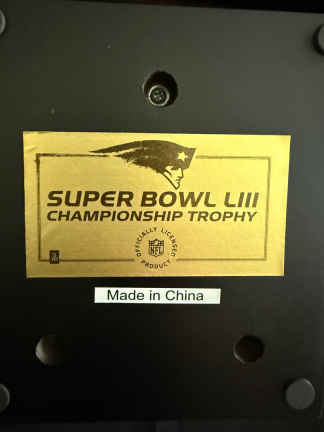 SUPER BOWL LIII
CHAMPIONSHIP TROPHY
OFFICIALLY LICENSED
NFL
PRODUCT
Made in China